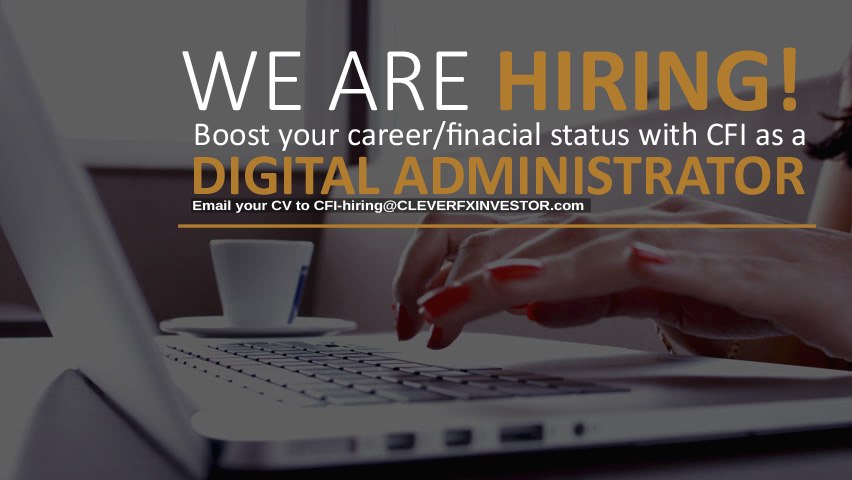 WE ARE HIRING!
Boost your career/finacial status with CFI as a
DIGITAL ADMINISTRATOR
Email your CV to CFI-hiring@CLEVERFXINVESTOR.com